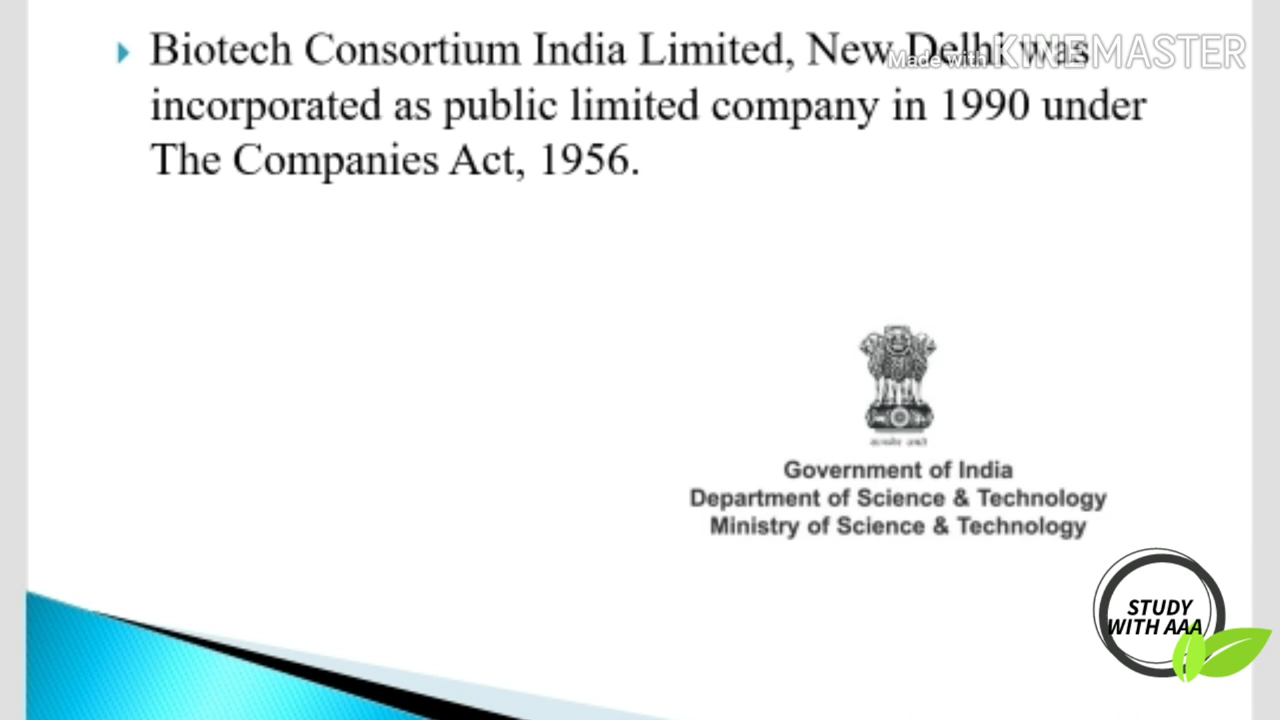 Biotech Consortium India Limited, New Delhi was
Made with KINEMASTER
incorporated as public limited company in 1990 under
The Companies Act, 1956.
Government of India
Department of Science & Technology
Ministry of Science & Technology
STUDY
WITH AAA